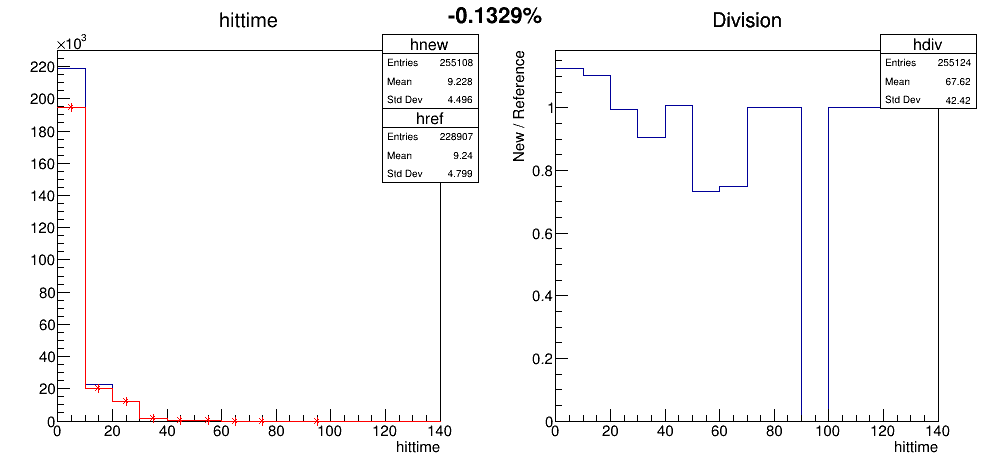 -0.1329%
hittime
×10³
220
200
180
160
140
120
100
80
60
40
20
0
0 20 40 60 80 100 120 140
hittime
hnew
Entries 255108
Mean 9.228
Std Dev 4.496
href
Entries 228907
Mean 9.24
Std Dev 4.799
Division
New / Reference
1
0.8
0.6
0.4
0.2
0
0 20 40 60 80 100 120 140
hittime
hdiv
Entries 255124
Mean 67.62
Std Dev 42.42